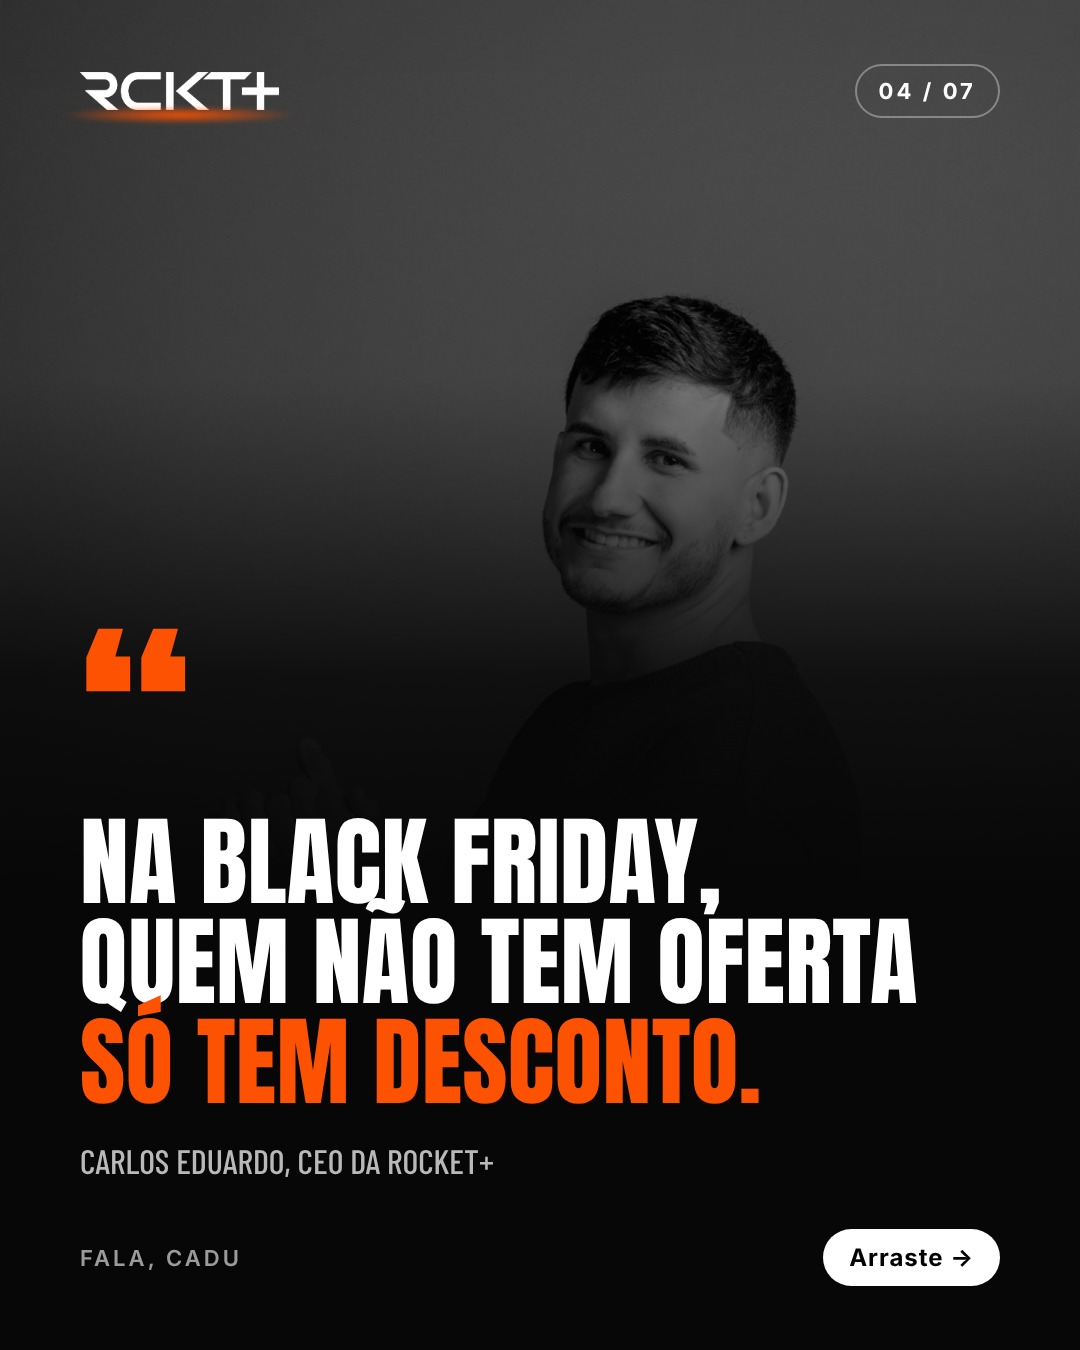 RCKT+
04 / 07
“
NA BLACK FRIDAY,
QUEM NÃO TEM OFERTA
SÓ TEM DESCONTO.
CARLOS EDUARDO, CEO DA ROCKET+
FALA, CADU
Arraste →